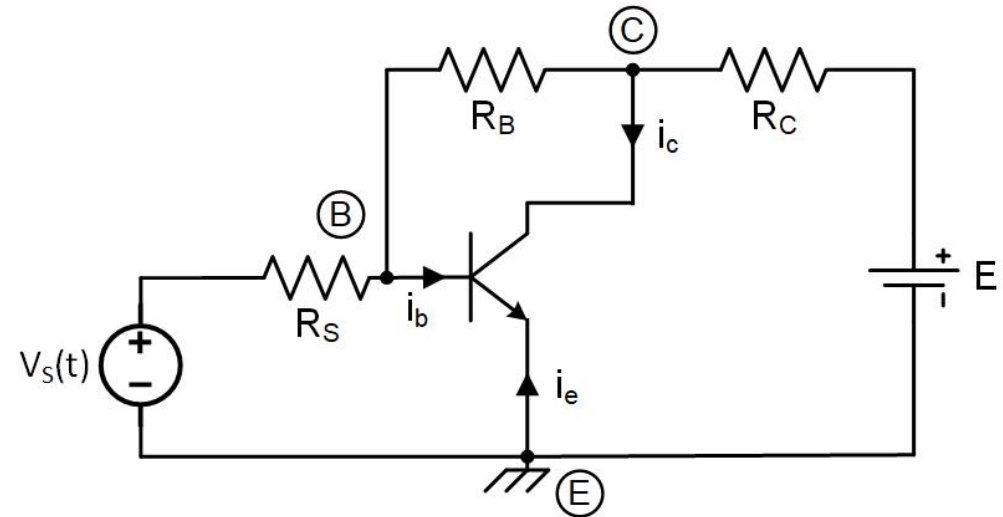 C
R_B
R_C
i_c
B
+
E
R_S
i_b
V_S(t)
+
−
i_e
E